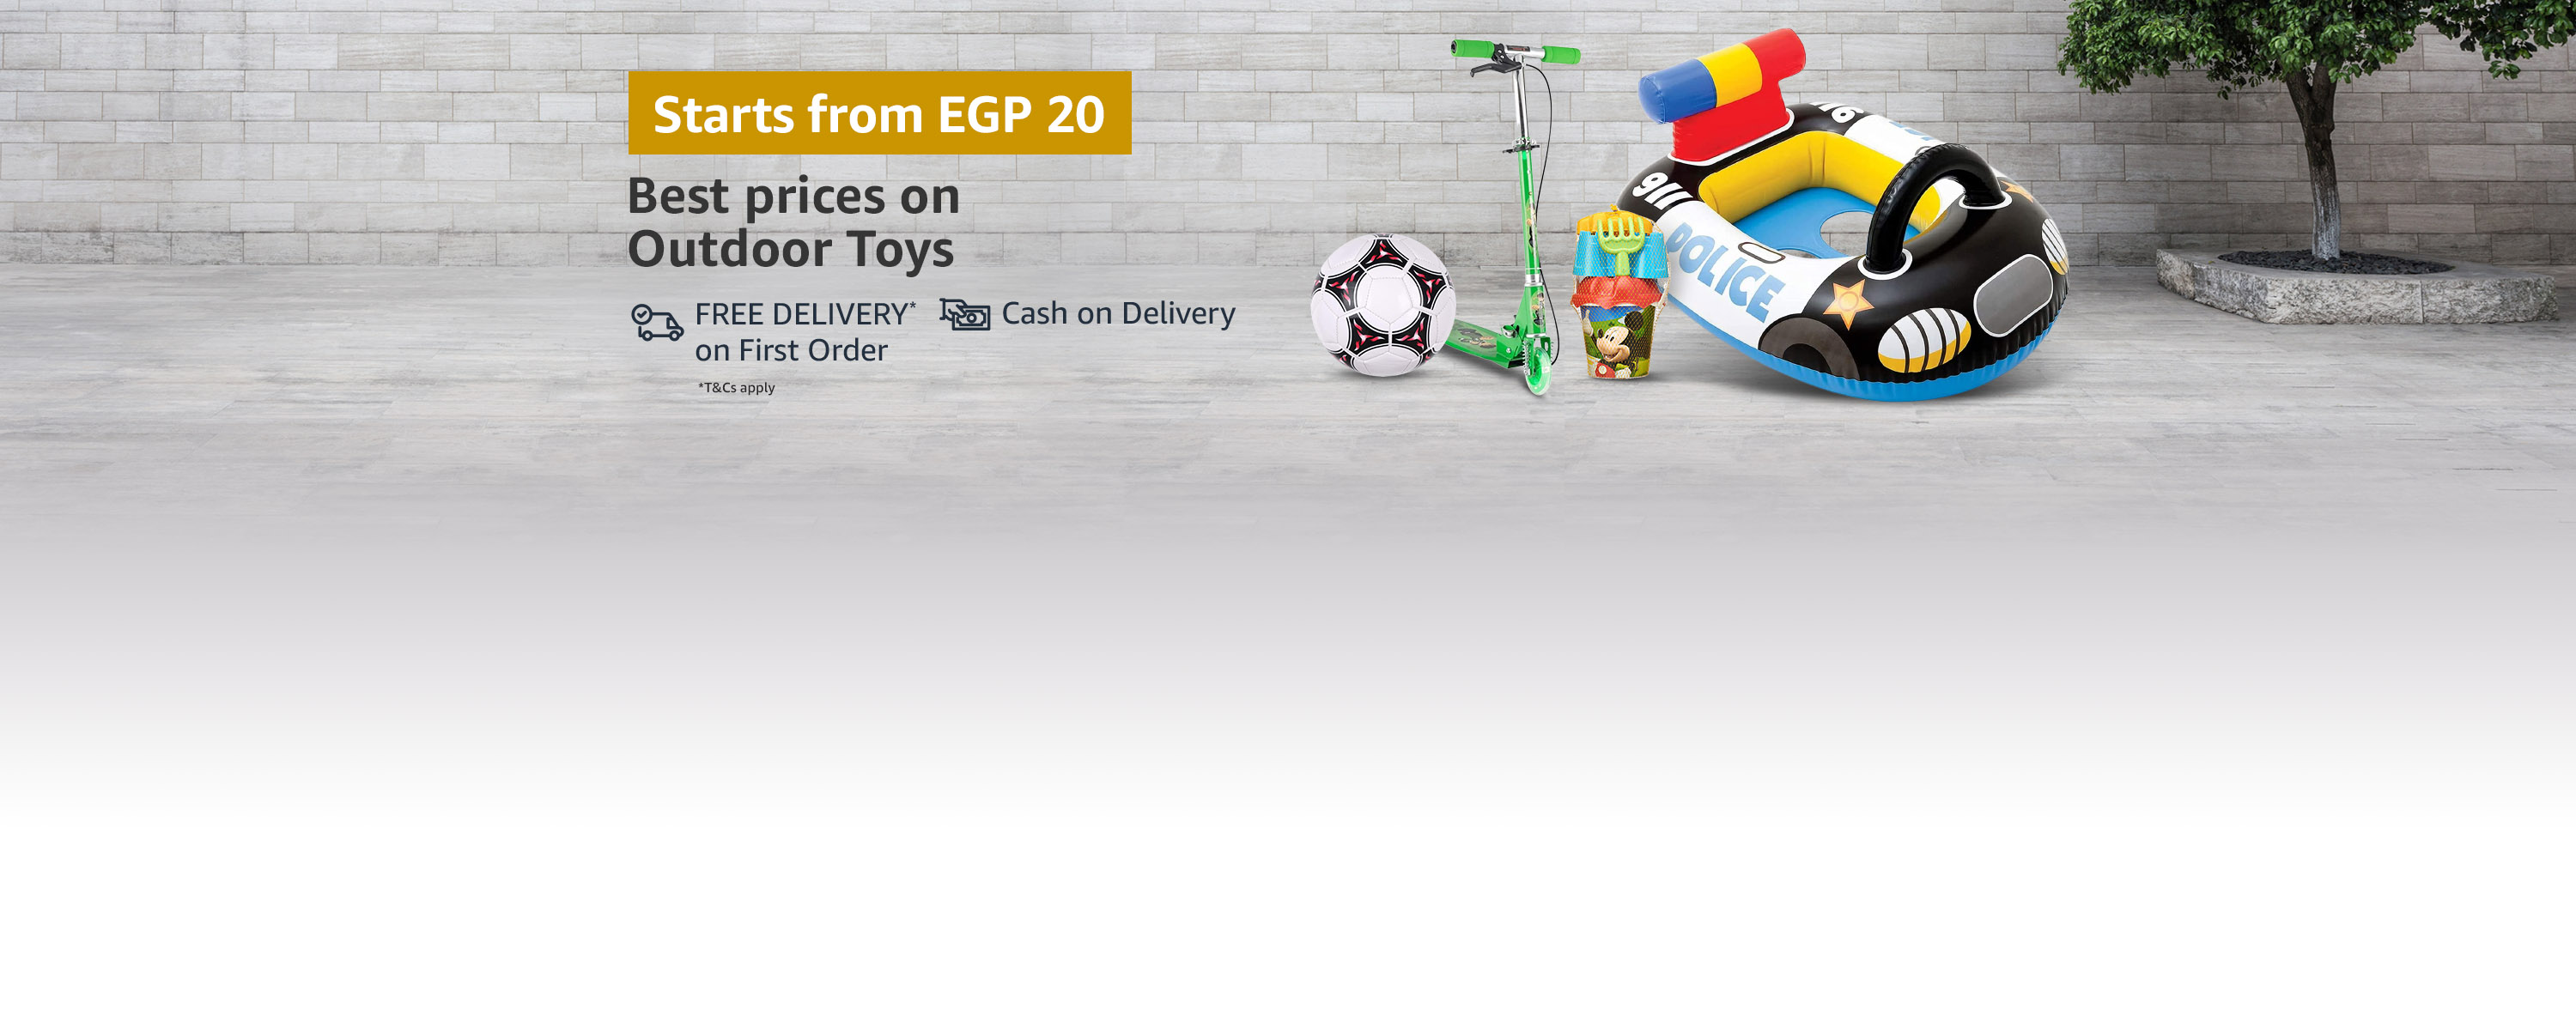 Starts from EGP 20
Best prices on
Outdoor Toys
FREE DELIVERY*
on First Order
Cash on Delivery
*T&Cs apply
911
POLICE